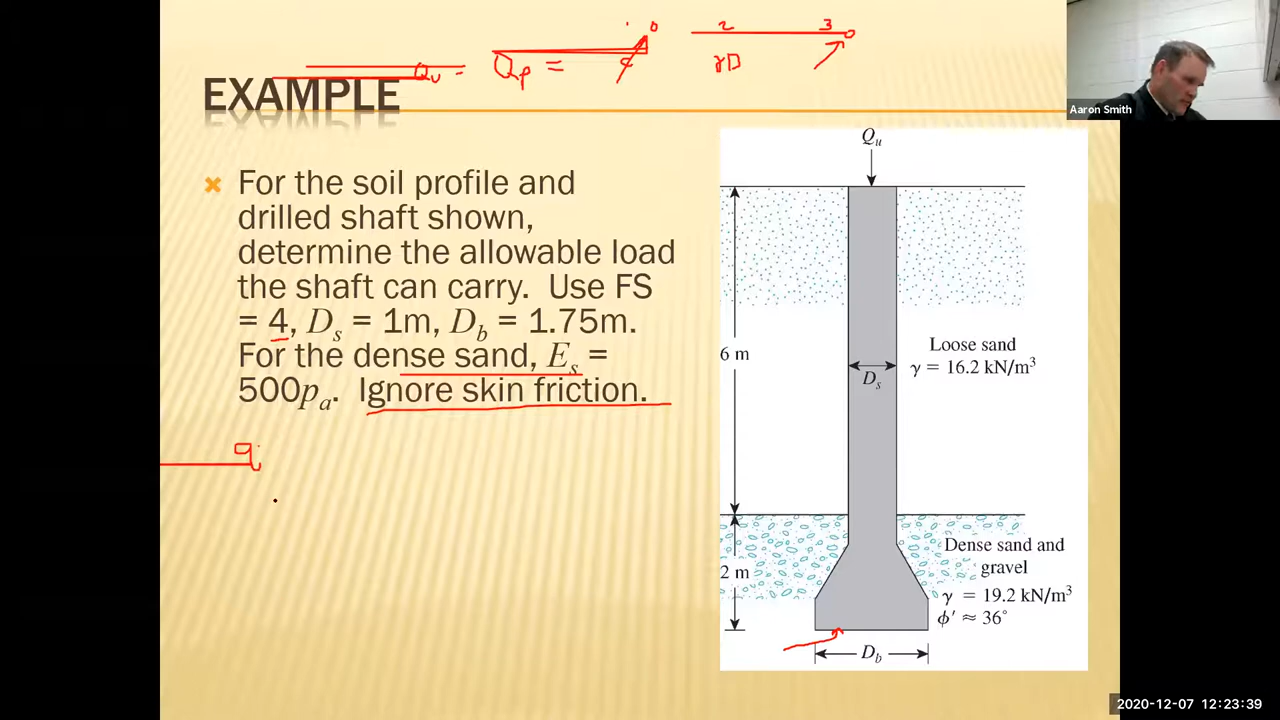 2 3
Qu = Qp = γD
EXAMPLE
Aaron Smith
For the soil profile and
drilled shaft shown,
determine the allowable load
the shaft can carry. Use FS
= 4, Ds = 1m, Db = 1.75m.
For the dense sand, Es =
500pa. Ignore skin friction.
q
Qu
6 m
Loose sand
γ = 16.2 kN/m³
Ds
2 m
Dense sand and
gravel
γ = 19.2 kN/m³
ϕ′ ≈ 36°
Db
2020-12-07 12:23:39